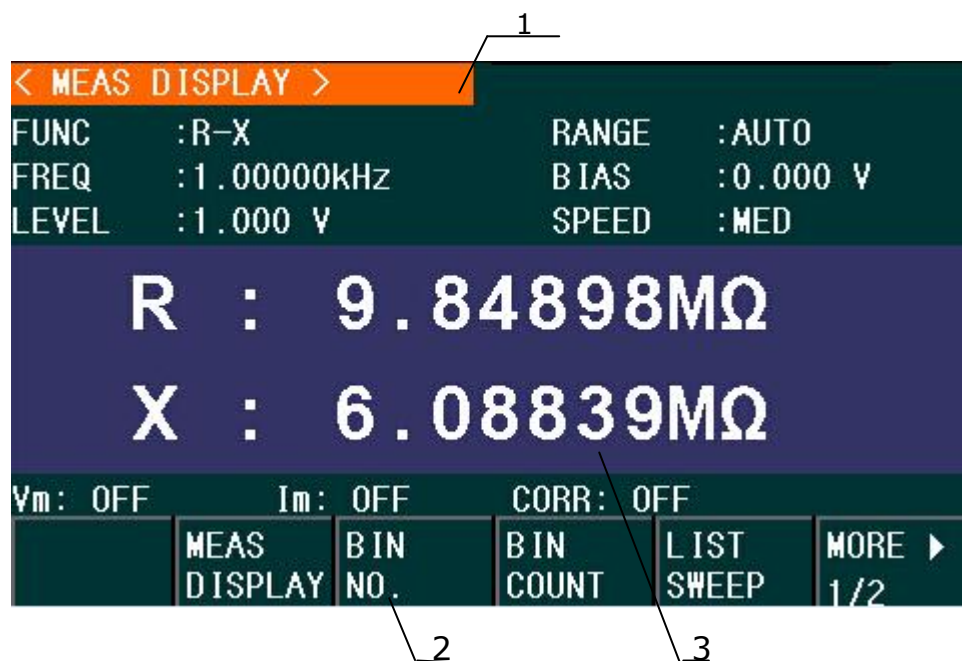 1
< MEAS DISPLAY >
FUNC :R-X RANGE :AUTO
FREQ :1.00000kHz BIAS :0.000 V
LEVEL :1.000 V SPEED :MED
R : 9.84898MΩ
X : 6.08839MΩ
Vm: OFF Im: OFF CORR: OFF
MEAS DISPLAY BIN NO. BIN COUNT LIST SWEEP MORE ▶ 1/2
2 3